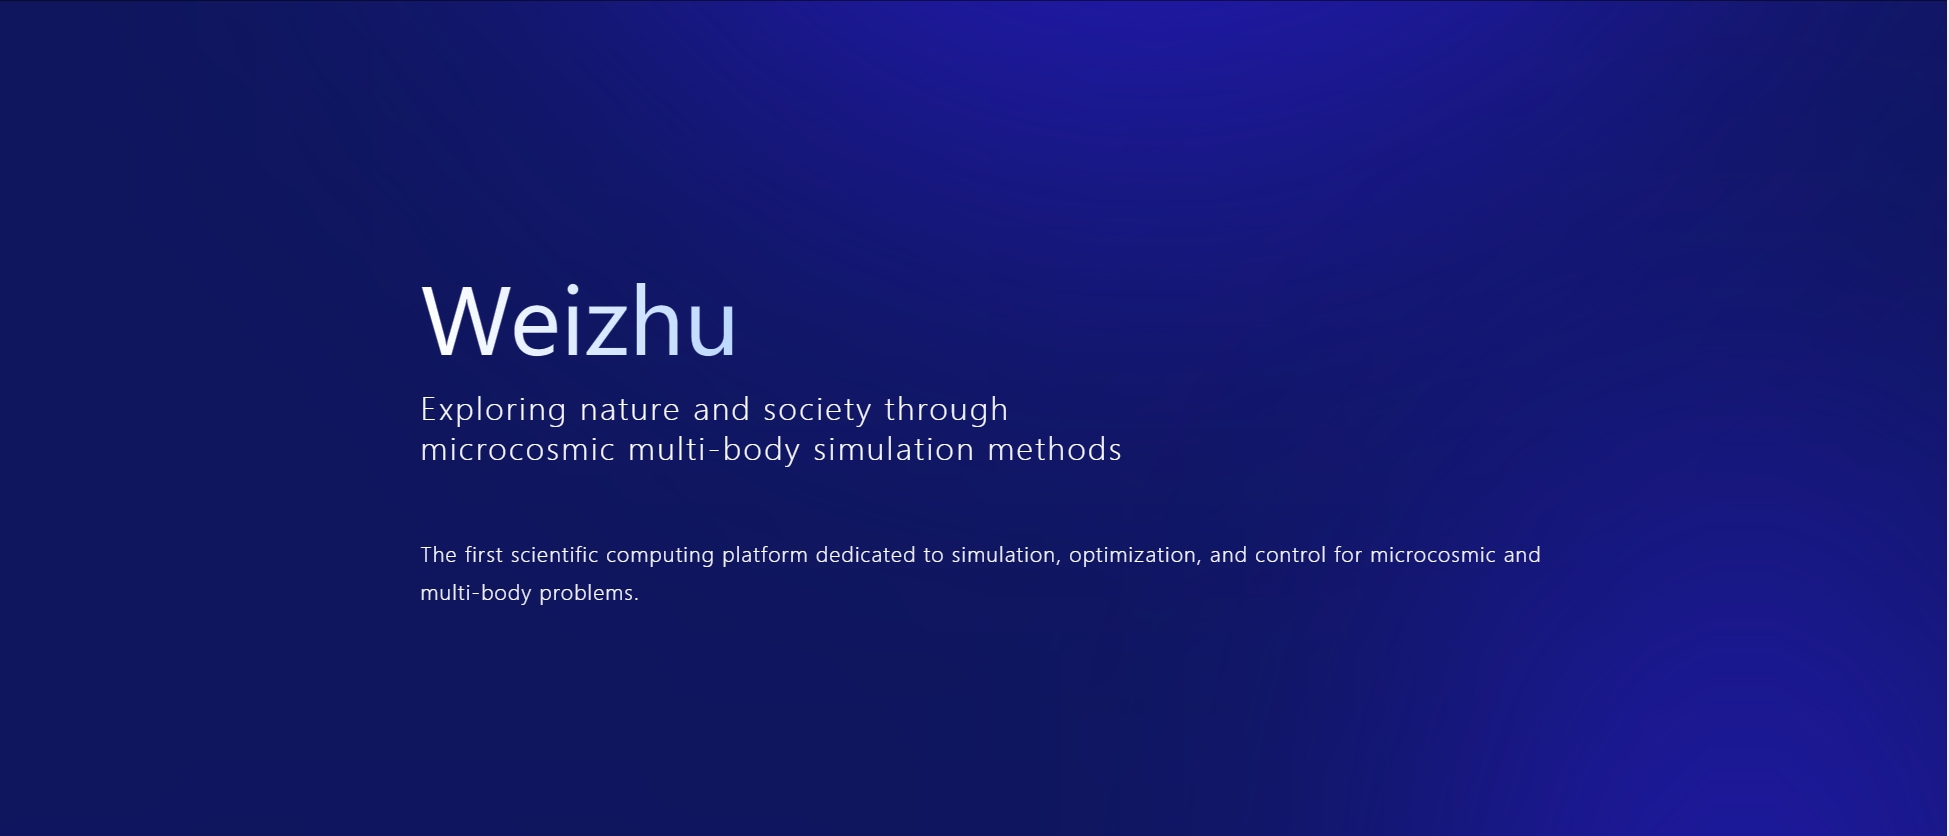 Weizhu
Exploring nature and society through
microcosmic multi-body simulation methods
The first scientific computing platform dedicated to simulation, optimization, and control for microcosmic and
multi-body problems.